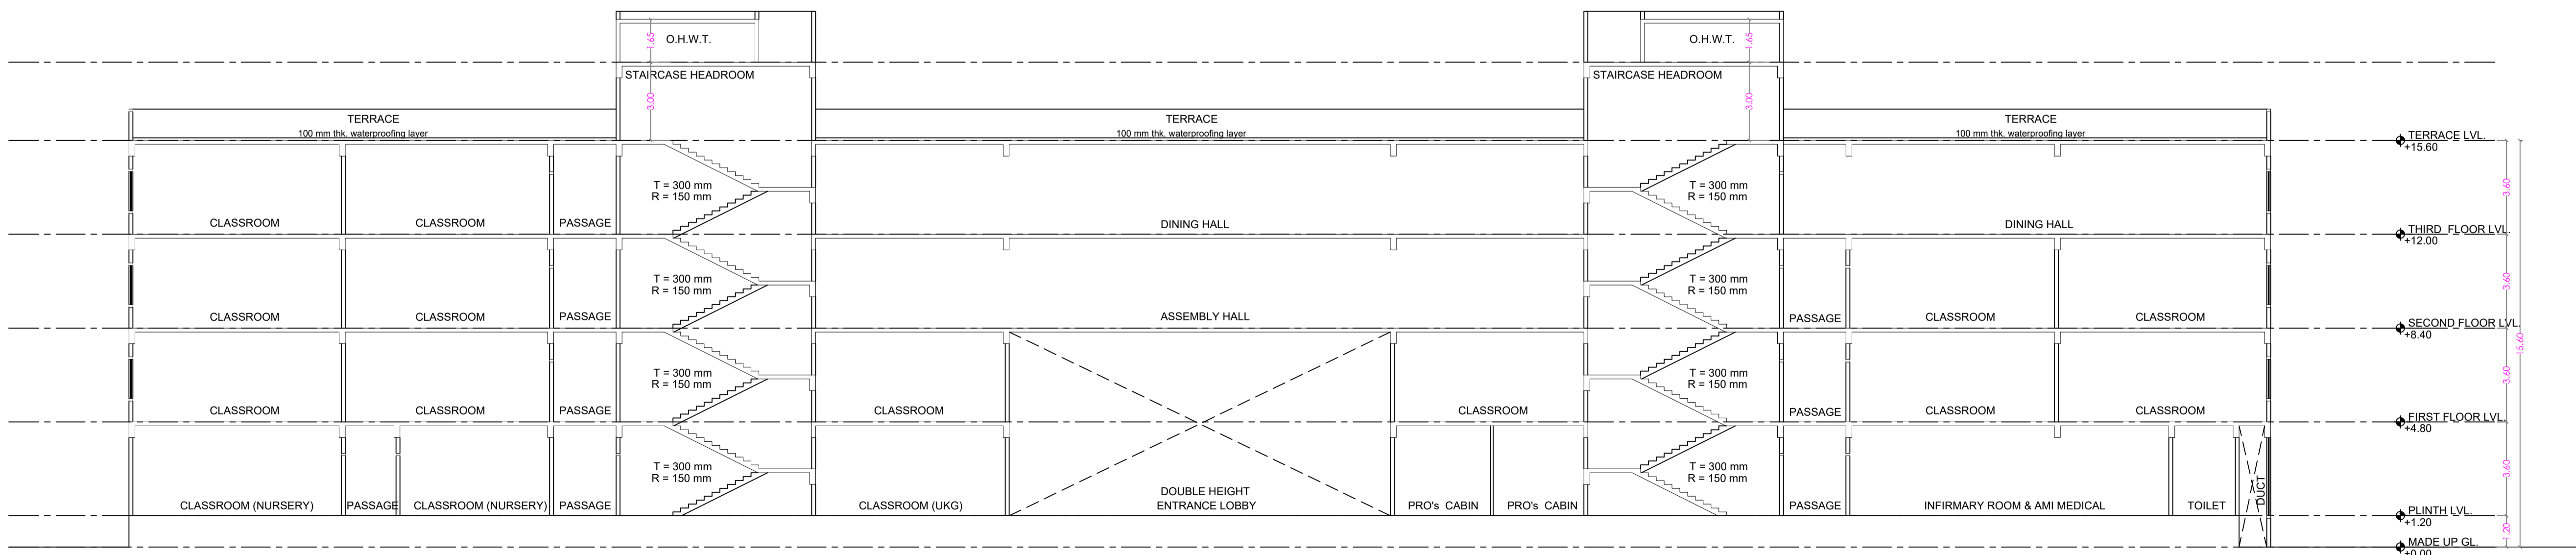 O.H.W.T.
O.H.W.T.
1.65
1.65
STAIRCASE HEADROOM
STAIRCASE HEADROOM
3.00
3.00
TERRACE
100 mm thk. waterproofing layer
TERRACE
100 mm thk. waterproofing layer
TERRACE
100 mm thk. waterproofing layer
TERRACE LVL.
+15.60
T = 300 mm
R = 150 mm
T = 300 mm
R = 150 mm
3.60
CLASSROOM
CLASSROOM
PASSAGE
DINING HALL
DINING HALL
THIRD FLOOR LVL.
+12.00
T = 300 mm
R = 150 mm
T = 300 mm
R = 150 mm
3.60
CLASSROOM
CLASSROOM
PASSAGE
ASSEMBLY HALL
PASSAGE
CLASSROOM
CLASSROOM
SECOND FLOOR LVL.
+8.40
15.60
T = 300 mm
R = 150 mm
T = 300 mm
R = 150 mm
3.60
CLASSROOM
CLASSROOM
PASSAGE
CLASSROOM
CLASSROOM
PASSAGE
CLASSROOM
CLASSROOM
FIRST FLOOR LVL.
+4.80
T = 300 mm
R = 150 mm
T = 300 mm
R = 150 mm
3.60
CLASSROOM (NURSERY)
PASSAGE
CLASSROOM (NURSERY)
PASSAGE
CLASSROOM (UKG)
DOUBLE HEIGHT
ENTRANCE LOBBY
PRO's CABIN
PRO's CABIN
PASSAGE
INFIRMARY ROOM & AMI MEDICAL
TOILET
DUCT
PLINTH LVL.
+1.20
1.20
MADE UP GL.
+0.00